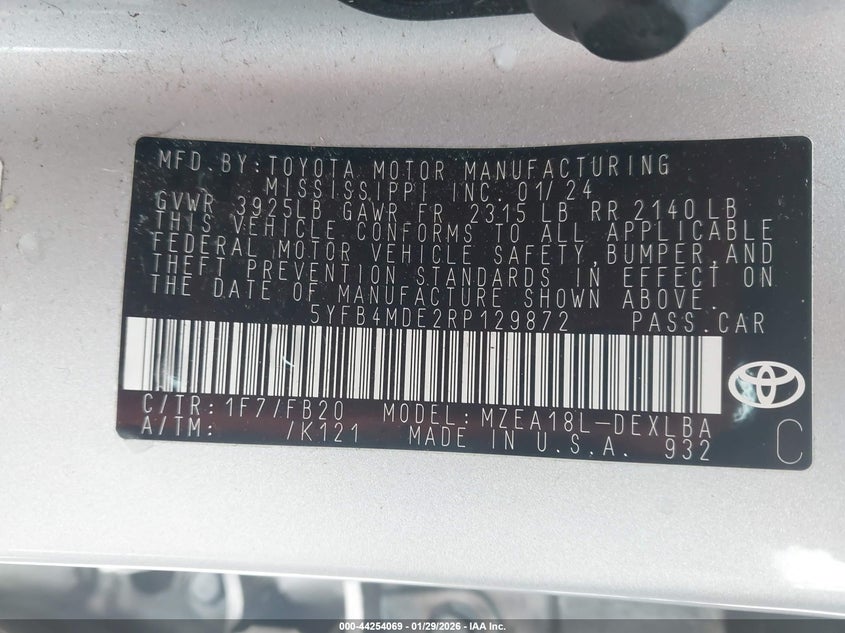 MFD. BY: TOYOTA MOTOR MANUFACTURING
MISSISSIPPI INC. 01/24
GVWR 3925LB GAWR FR 2315 LB RR 2140 LB
THIS VEHICLE CONFORMS TO ALL APPLICABLE
FEDERAL MOTOR VEHICLE SAFETY, BUMPER, AND
THEFT PREVENTION STANDARDS IN EFFECT ON
THE DATE OF MANUFACTURE SHOWN ABOVE.
5YFB4MDE2RP129872 PASS. CAR
C/TR: 1F7/FB20 MODEL: MZEA18L-DEXLBA
A/TM: /K121 MADE IN U.S.A. 932 C
000-44254069 - 01/29/2026 - IAA Inc.